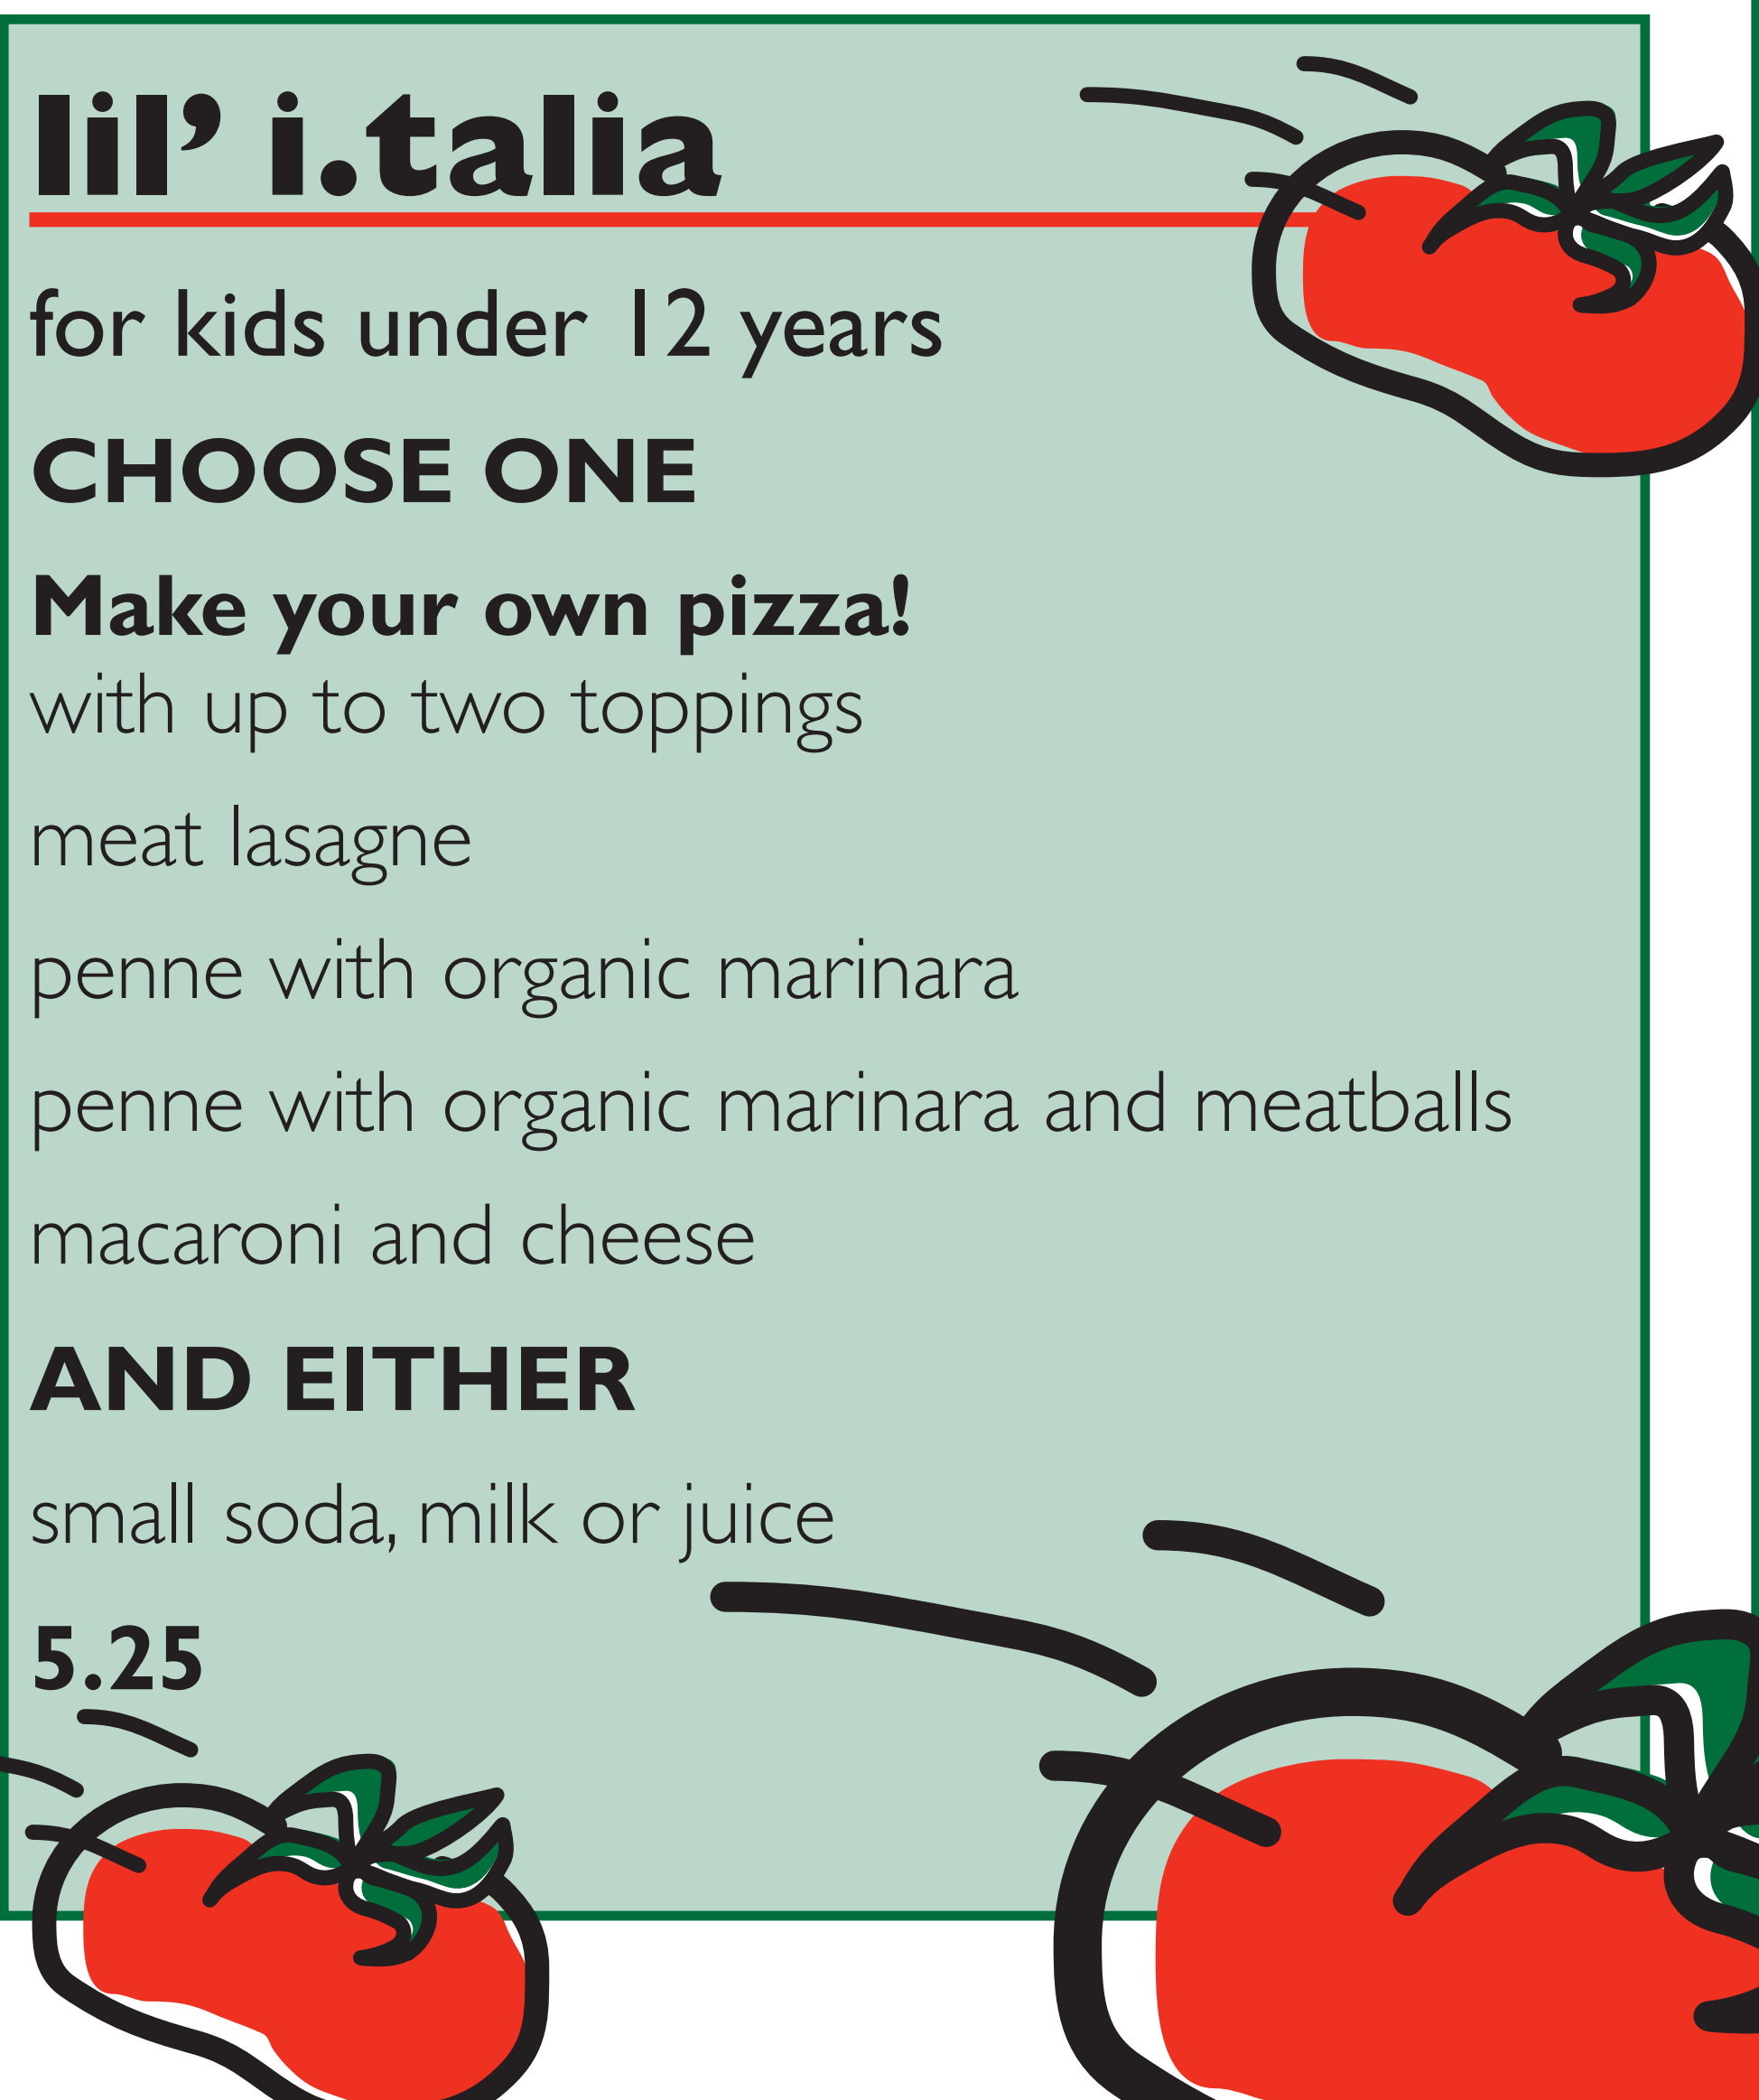 lil’ i.talia
for kids under 12 years
CHOOSE ONE
Make your own pizza!
with up to two toppings
meat lasagne
penne with organic marinara
penne with organic marinara and meatballs
macaroni and cheese
AND EITHER
small soda, milk or juice
5.25